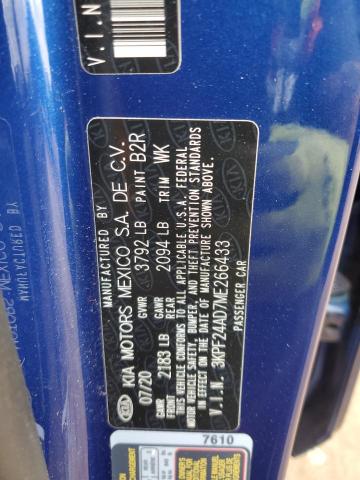 V.I.N
MANUFACTURED BY
KIA KIA MOTORS MEXICO S.A. DE C.V.
07/20 GVWR 3792 LB PAINT B2R
GAWR FRONT 2183 LB GAWR REAR 2094 LB TRIM WK
THIS VEHICLE CONFORMS TO ALL APPLICABLE U.S.A. FEDERAL
MOTOR VEHICLE SAFETY, BUMPER, AND THEFT PREVENTION STANDARDS
IN EFFECT ON THE DATE OF MANUFACTURE SHOWN ABOVE.
V.I.N. 3KPF24AD7ME266433
PASSENGER CAR
7610